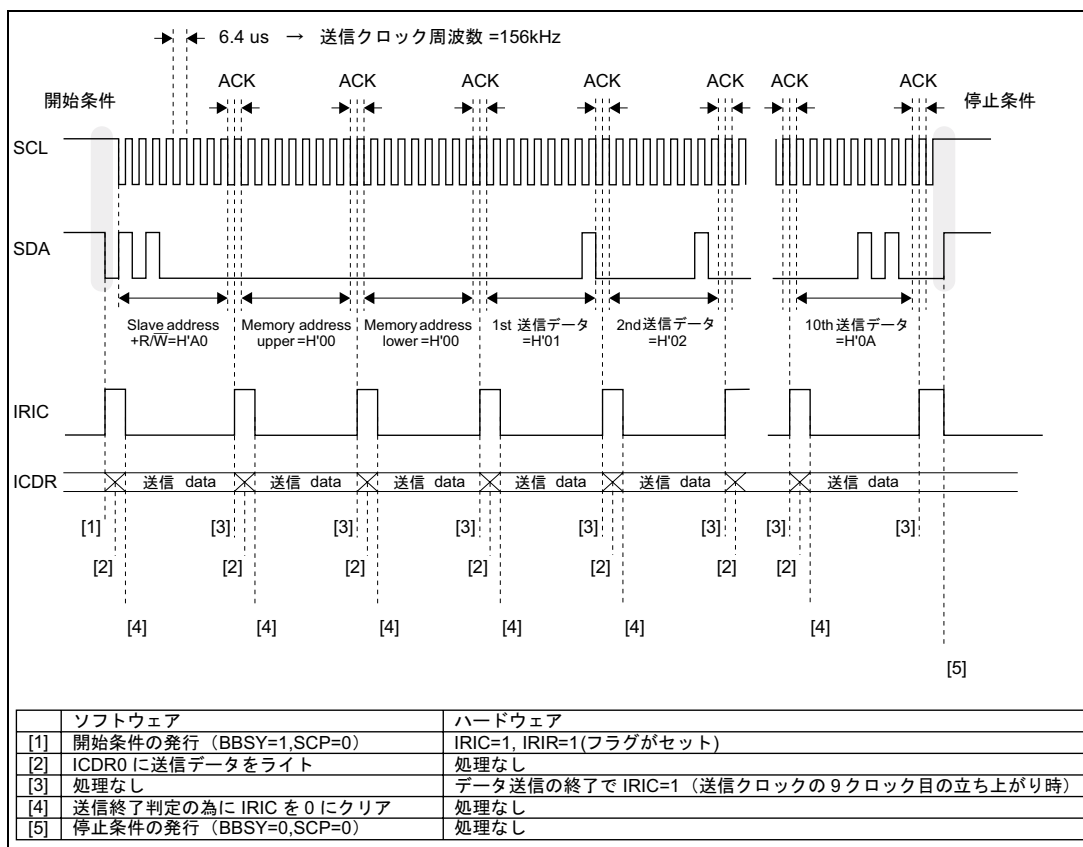 6.4 us → 送信クロック周波数 =156kHz
ACK ACK ACK ACK ACK ACK ACK
開始条件 停止条件
SCL
SDA
Slave address +R/W̅=H'A0
Memory address upper =H'00
Memory address lower =H'00
1st 送信データ =H'01
2nd 送信データ =H'02
10th 送信データ =H'0A
IRIC
ICDR 送信 data 送信 data 送信 data 送信 data 送信 data 送信 data
[1] [3] [3] [3] [3] [3] [3] [3]
[2] [2] [2] [2] [2] [2] [2]
[4] [4] [4] [4] [4] [4]
[5]
ソフトウェア ハードウェア
[1] 開始条件の発行（BBSY=1,SCP=0） IRIC=1, IRIR=1(フラグがセット)
[2] ICDR0 に送信データをライト 処理なし
[3] 処理なし データ送信の終了で IRIC=1（送信クロックの 9 クロック目の立ち上がり時）
[4] 送信終了判定の為に IRIC を 0 にクリア 処理なし
[5] 停止条件の発行（BBSY=0,SCP=0） 処理なし